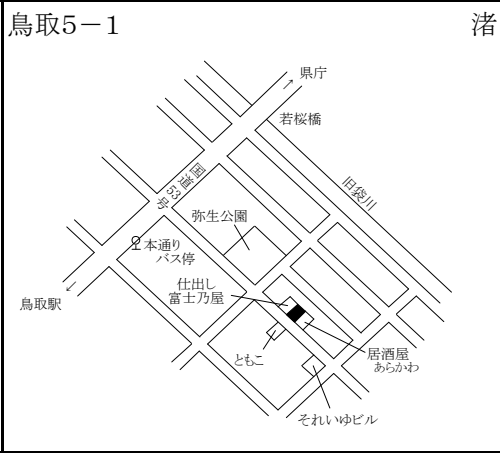 鳥取5-1
渚
↑県庁
若桜橋
国道53号
旧袋川
弥生公園
本通り
バス停
仕出し
富士乃屋
鳥取駅
ともこ
居酒屋
あらかわ
それいゆビル